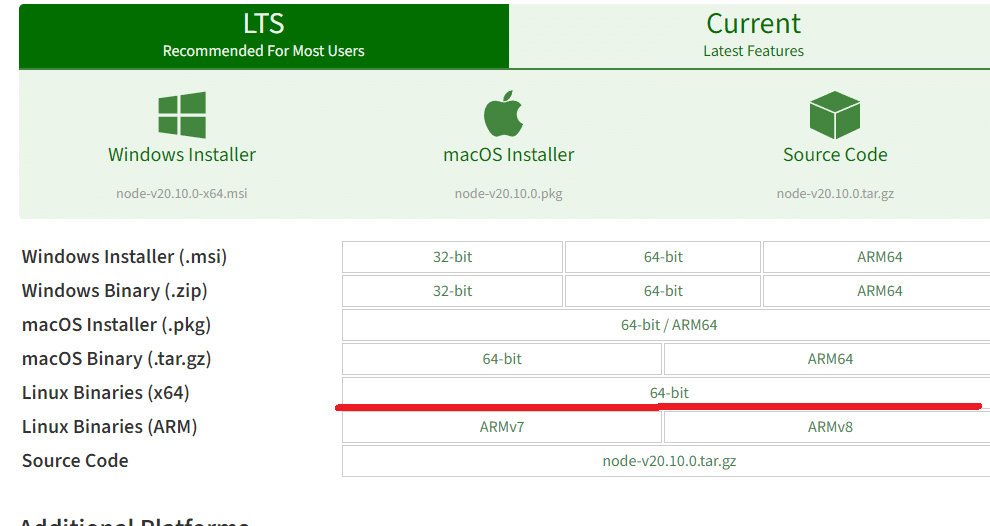 LTS
Recommended For Most Users
Current
Latest Features
Windows Installer
node-v20.10.0-x64.msi
macOS Installer
node-v20.10.0.pkg
Source Code
node-v20.10.0.tar.gz
Windows Installer (.msi) 32-bit 64-bit ARM64
Windows Binary (.zip) 32-bit 64-bit ARM64
macOS Installer (.pkg) 64-bit / ARM64
macOS Binary (.tar.gz) 64-bit ARM64
Linux Binaries (x64) 64-bit
Linux Binaries (ARM) ARMv7 ARMv8
Source Code node-v20.10.0.tar.gz
Additional Platforms